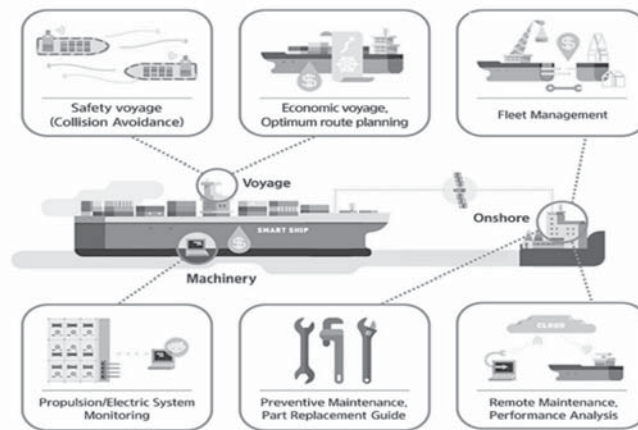 Safety voyage
(Collision Avoidance)
Economic voyage,
Optimum route planning
Fleet Management
Voyage
Onshore
SMART SHIP
Machinery
CLOUD
Propulsion/Electric System
Monitoring
Preventive Maintenance,
Part Replacement Guide
Remote Maintenance,
Performance Analysis